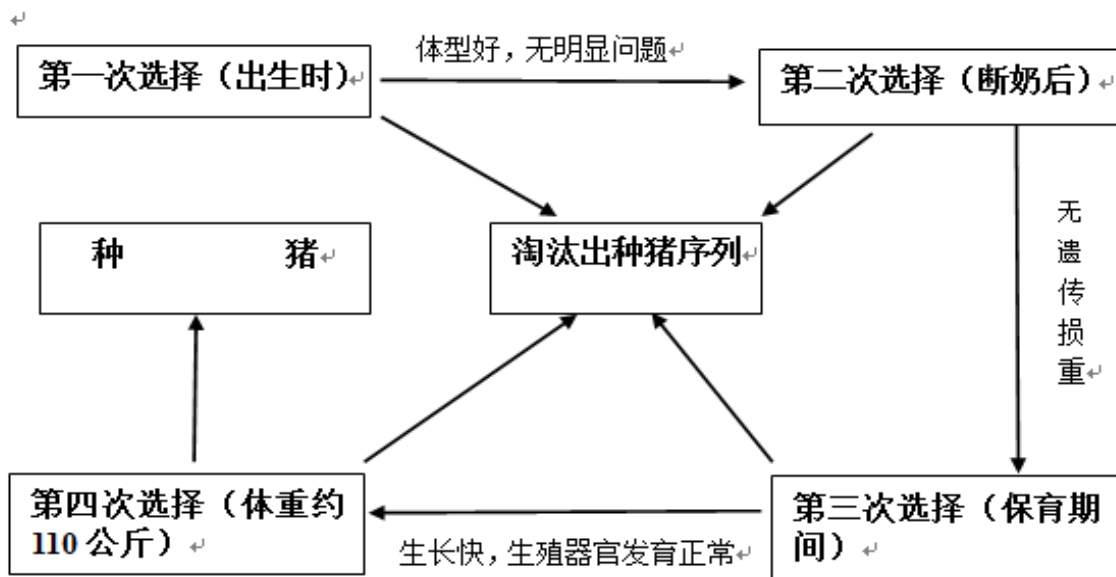 体型好，无明显问题
第一次选择（出生时）
第二次选择（断奶后）
无
遗
传
损
重
种 猪
淘汰出种猪序列
第四次选择（体重约
110 公斤）
生长快，生殖器官发育正常
第三次选择（保育期
间）